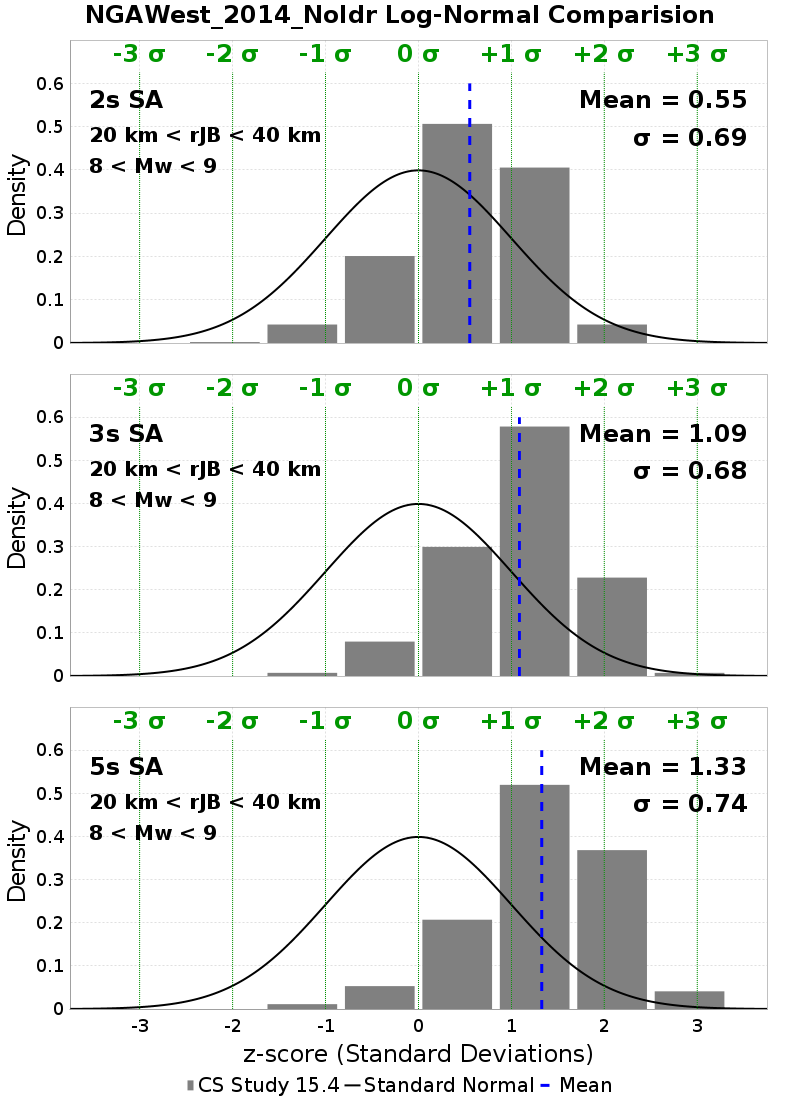 NGAWest_2014_NoIdr Log-Normal Comparision
-3 σ -2 σ -1 σ 0 σ +1 σ +2 σ +3 σ
2s SA Mean = 0.55
20 km < rJB < 40 km σ = 0.69
8 < Mw < 9
Density
0.6
0.5
0.4
0.3
0.2
0.1
0
-3 σ -2 σ -1 σ 0 σ +1 σ +2 σ +3 σ
3s SA Mean = 1.09
20 km < rJB < 40 km σ = 0.68
8 < Mw < 9
Density
0.6
0.5
0.4
0.3
0.2
0.1
0
-3 σ -2 σ -1 σ 0 σ +1 σ +2 σ +3 σ
5s SA Mean = 1.33
20 km < rJB < 40 km σ = 0.74
8 < Mw < 9
Density
0.6
0.5
0.4
0.3
0.2
0.1
0
-3 -2 -1 0 1 2 3
z-score (Standard Deviations)
CS Study 15.4 Standard Normal Mean